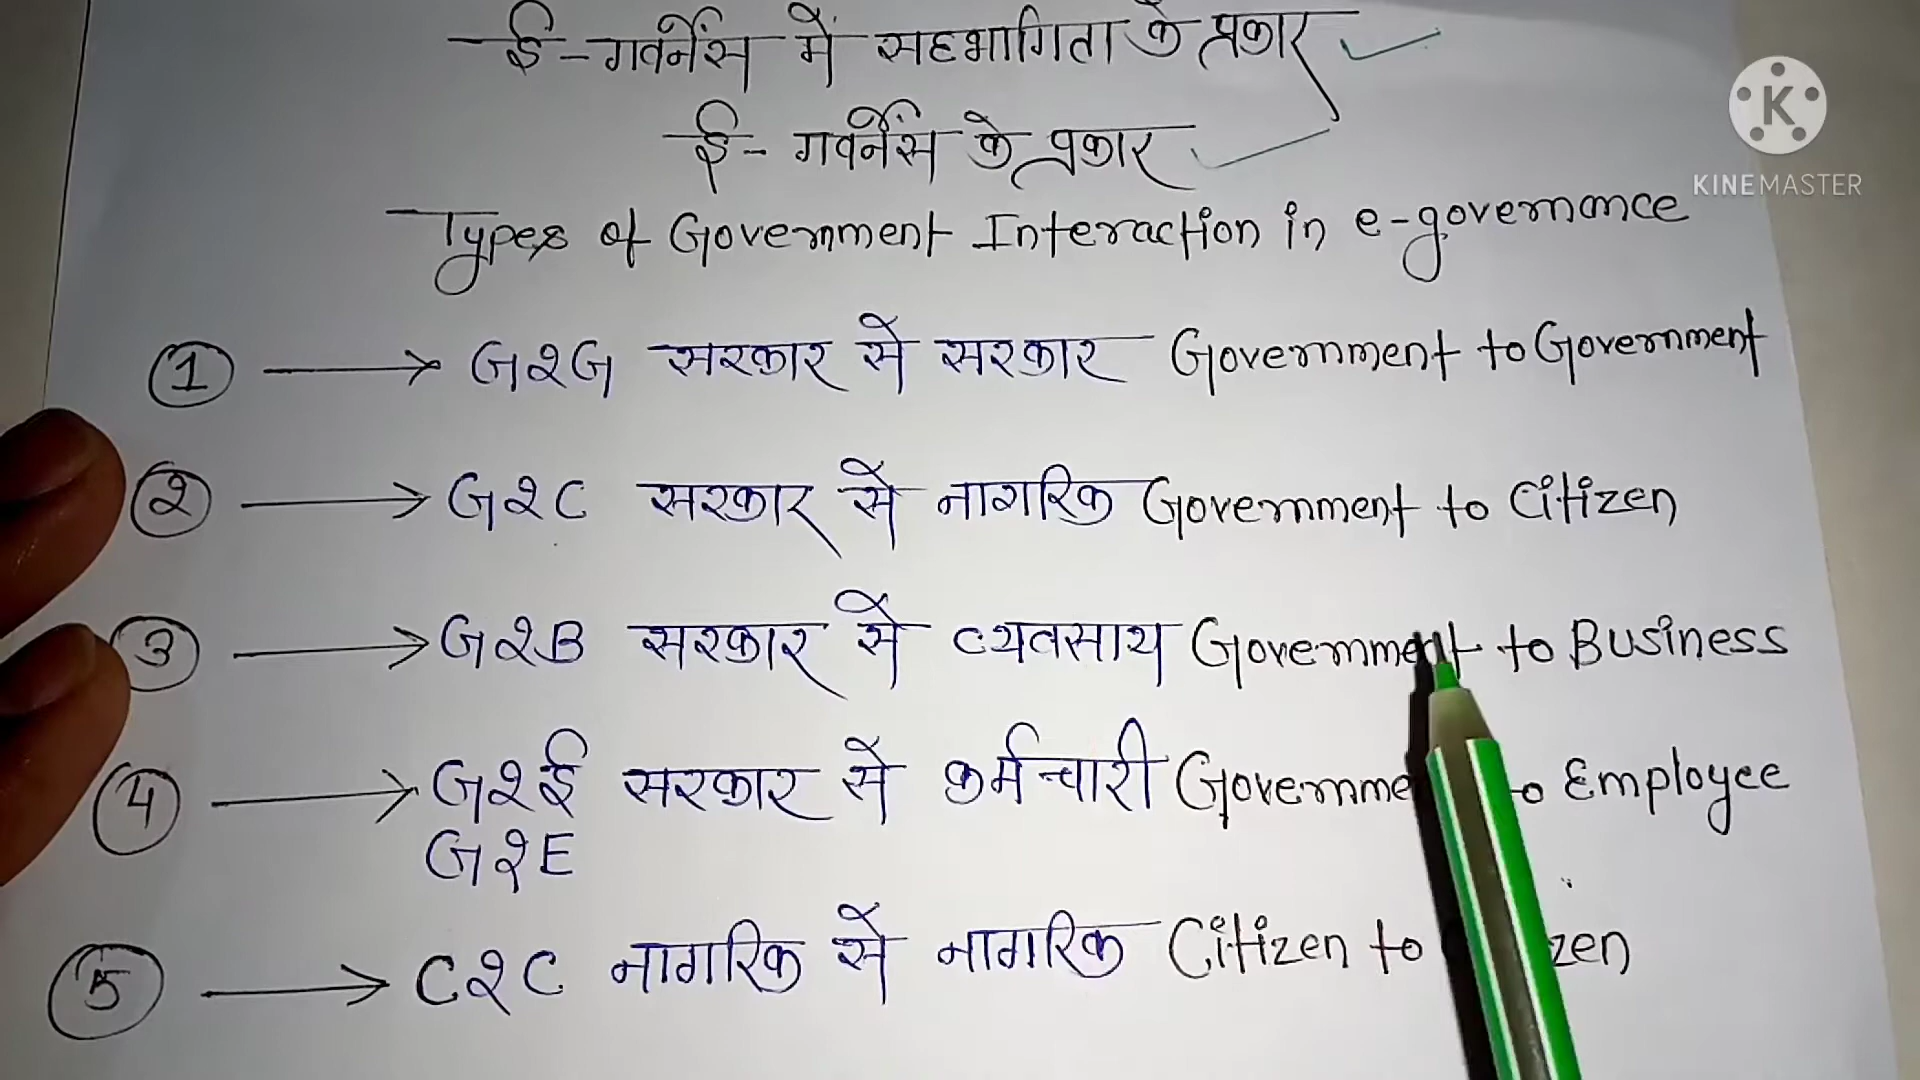 ई-गवर्नेंस में सहभागिता के प्रकार
ई- गवर्नेंस के प्रकार
Types of Government Interaction in e-governance
1 G2G सरकार से सरकार Government to Government
2 G2C सरकार से नागरिक Government to Citizen
3 G2B सरकार से व्यवसाय Government to Business
4 G2ई सरकार से कर्मचारी Government to Employee
G2E
5 C2C नागरिक से नागरिक Citizen to
K
KINEMASTER